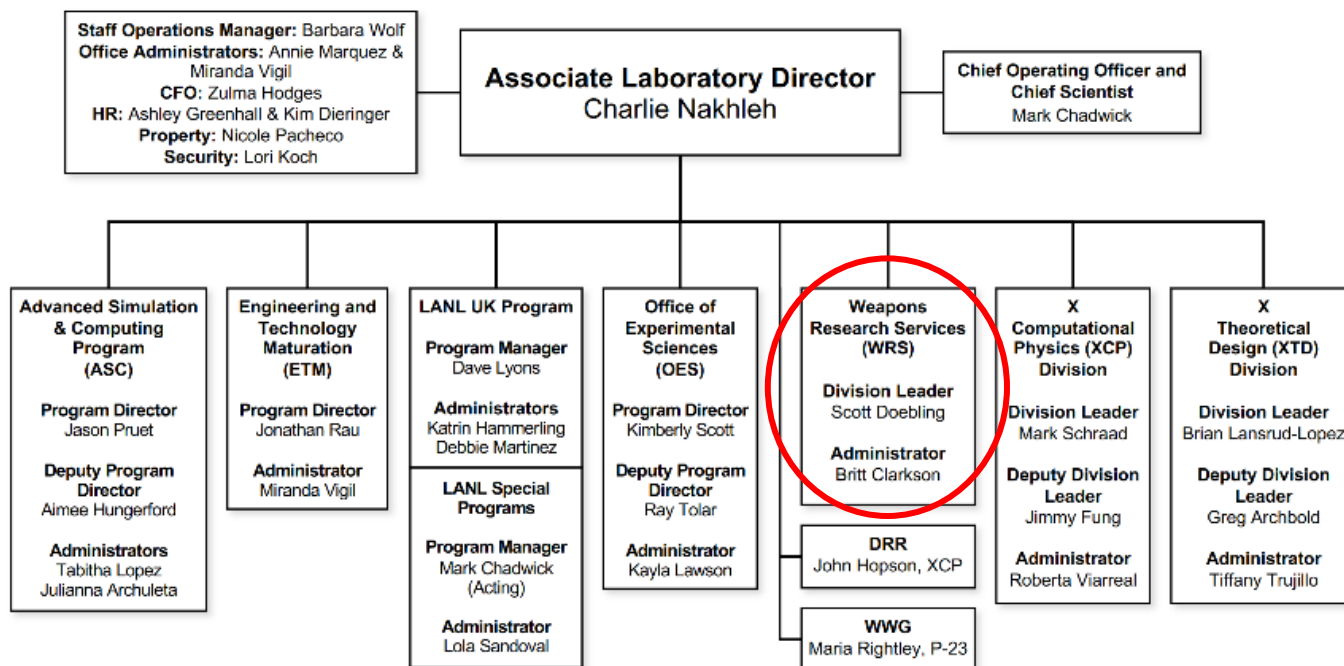 Staff Operations Manager: Barbara Wolf
Office Administrators: Annie Marquez &
Miranda Vigil
CFO: Zulma Hodges
HR: Ashley Greenhall & Kim Dieringer
Property: Nicole Pacheco
Security: Lori Koch
Associate Laboratory Director
Charlie Nakhleh
Chief Operating Officer and
Chief Scientist
Mark Chadwick
Advanced Simulation
& Computing
Program
(ASC)
Program Director
Jason Pruet
Deputy Program
Director
Aimee Hungerford
Administrators
Tabitha Lopez
Julianna Archuleta
Engineering and
Technology
Maturation
(ETM)
Program Director
Jonathan Rau
Administrator
Miranda Vigil
LANL UK Program
Program Manager
Dave Lyons
Administrators
Katrin Hammerling
Debbie Martinez
LANL Special
Programs
Program Manager
Mark Chadwick
(Acting)
Administrator
Lola Sandoval
Office of
Experimental
Sciences
(OES)
Program Director
Kimberly Scott
Deputy Program
Director
Ray Tolar
Administrator
Kayla Lawson
Weapons
Research Services
(WRS)
Division Leader
Scott Doebling
Administrator
Britt Clarkson
DRR
John Hopson, XCP
WWG
Maria Rightley, P-23
X
Computational
Physics (XCP)
Division
Division Leader
Mark Schraad
Deputy Division
Leader
Jimmy Fung
Administrator
Roberta Viarreal
X
Theoretical
Design (XTD)
Division
Division Leader
Brian Lansrud-Lopez
Deputy Division
Leader
Greg Archbold
Administrator
Tiffany Trujillo